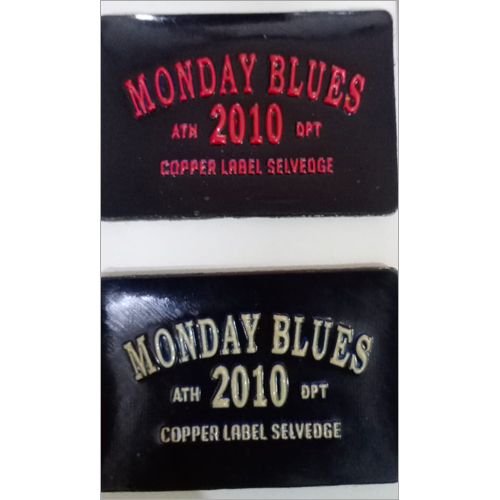 MONDAY BLUES
ATH 2010 DPT
COPPER LABEL SELVEDGE
MONDAY BLUES
ATH 2010 DPT
COPPER LABEL SELVEDGE